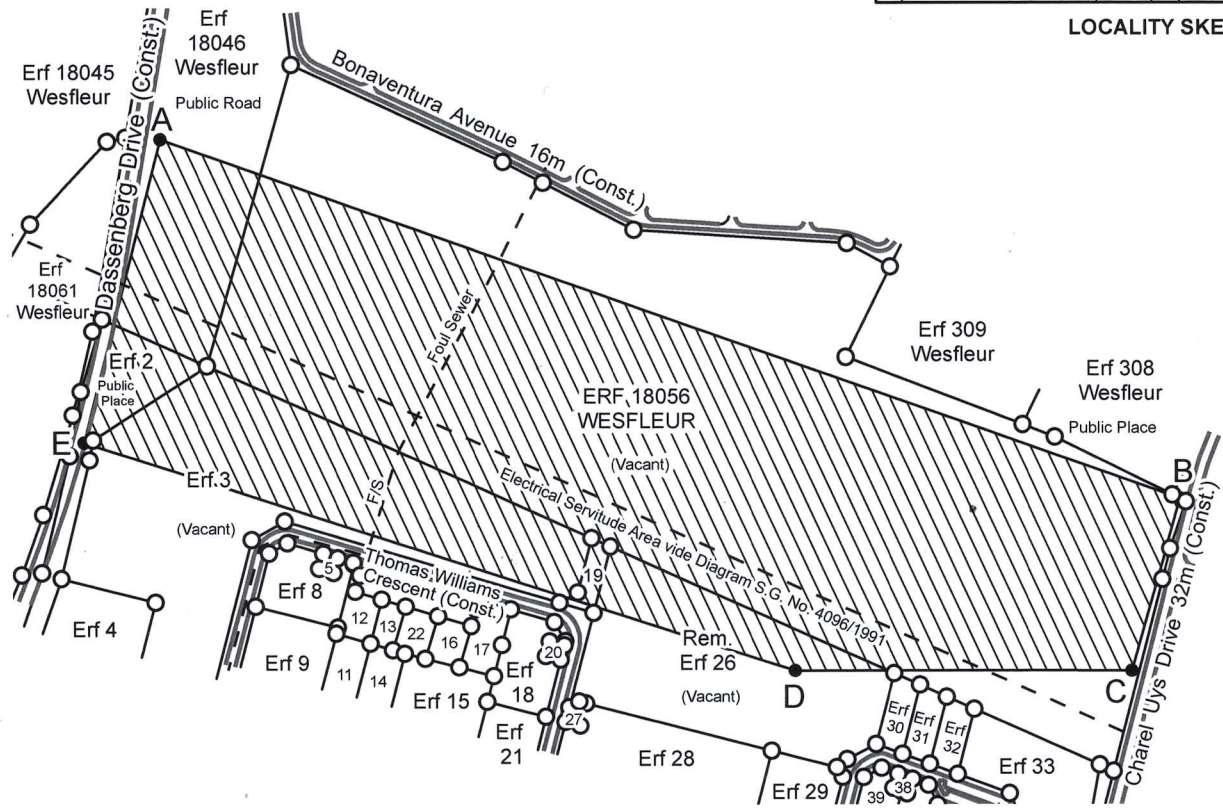 LOCALITY SKE
Erf
18046
Wesfleur
Public Road
Erf 18045
Wesfleur
Dassenberg Drive (Const.)
A
Bonaventura Avenue 16m (Const.)
Erf
18061
Wesfleur
Foul Sewer
Erf 309
Wesfleur
Erf 308
Wesfleur
Public Place
Erf 2
Public
Place
ERF 18056
WESFLEUR
(Vacant)
E
B
Erf 3
(Vacant)
F/S
Electrical Servitude Area vide Diagram S.G. No. 4096/1991
Charel Uys Drive 32m (Const.)
Thomas Williams
Crescent (Const.)
5
Erf 8
12
13
22
16
17
19
20
Erf 4
Erf 9
11
14
Erf 15
Erf
18
Erf
21
27
Rem.
Erf 26
(Vacant)
D
C
Erf
30
Erf
31
Erf
32
Erf 33
Erf 28
Erf 29
39
38